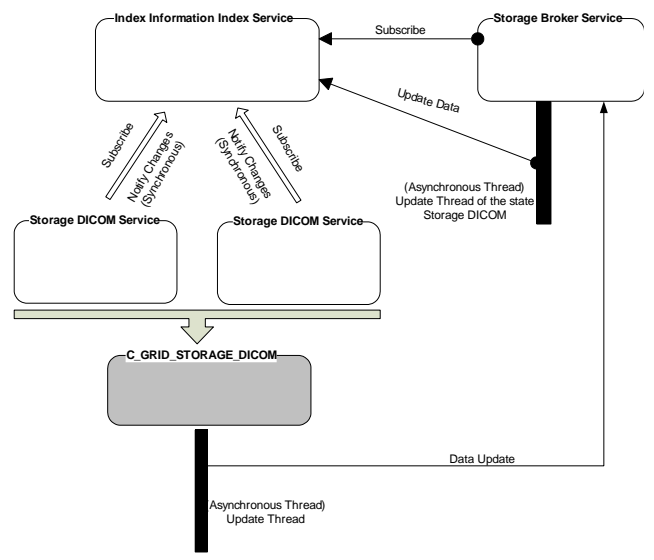 Index Information Index Service
Storage Broker Service
Subscribe
Update Data
Subscribe
Notify Changes
(Synchronous)
Subscribe
Notify Changes
(Synchronous)
(Asynchronous Thread)
Update Thread of the state
Storage DICOM
Storage DICOM Service
Storage DICOM Service
C_GRID_STORAGE_DICOM
Data Update
(Asynchronous Thread)
Update Thread